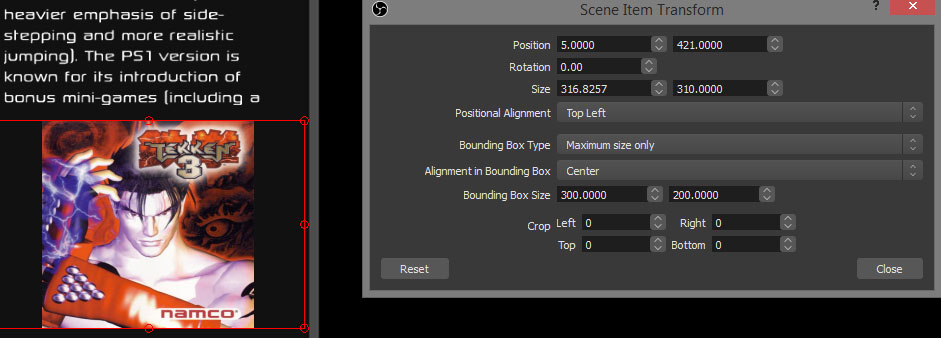 heavier emphasis of side-
stepping and more realistic
jumping). The PS1 version is
known for its introduction of
bonus mini-games (including a
TEKKEN
3
namco
Scene Item Transform
?
Position 5.0000 421.0000
Rotation 0.00
Size 316.8257 310.0000
Positional Alignment Top Left
Bounding Box Type Maximum size only
Alignment in Bounding Box Center
Bounding Box Size 300.0000 200.0000
Crop Left 0 Right 0
Top 0 Bottom 0
Reset Close